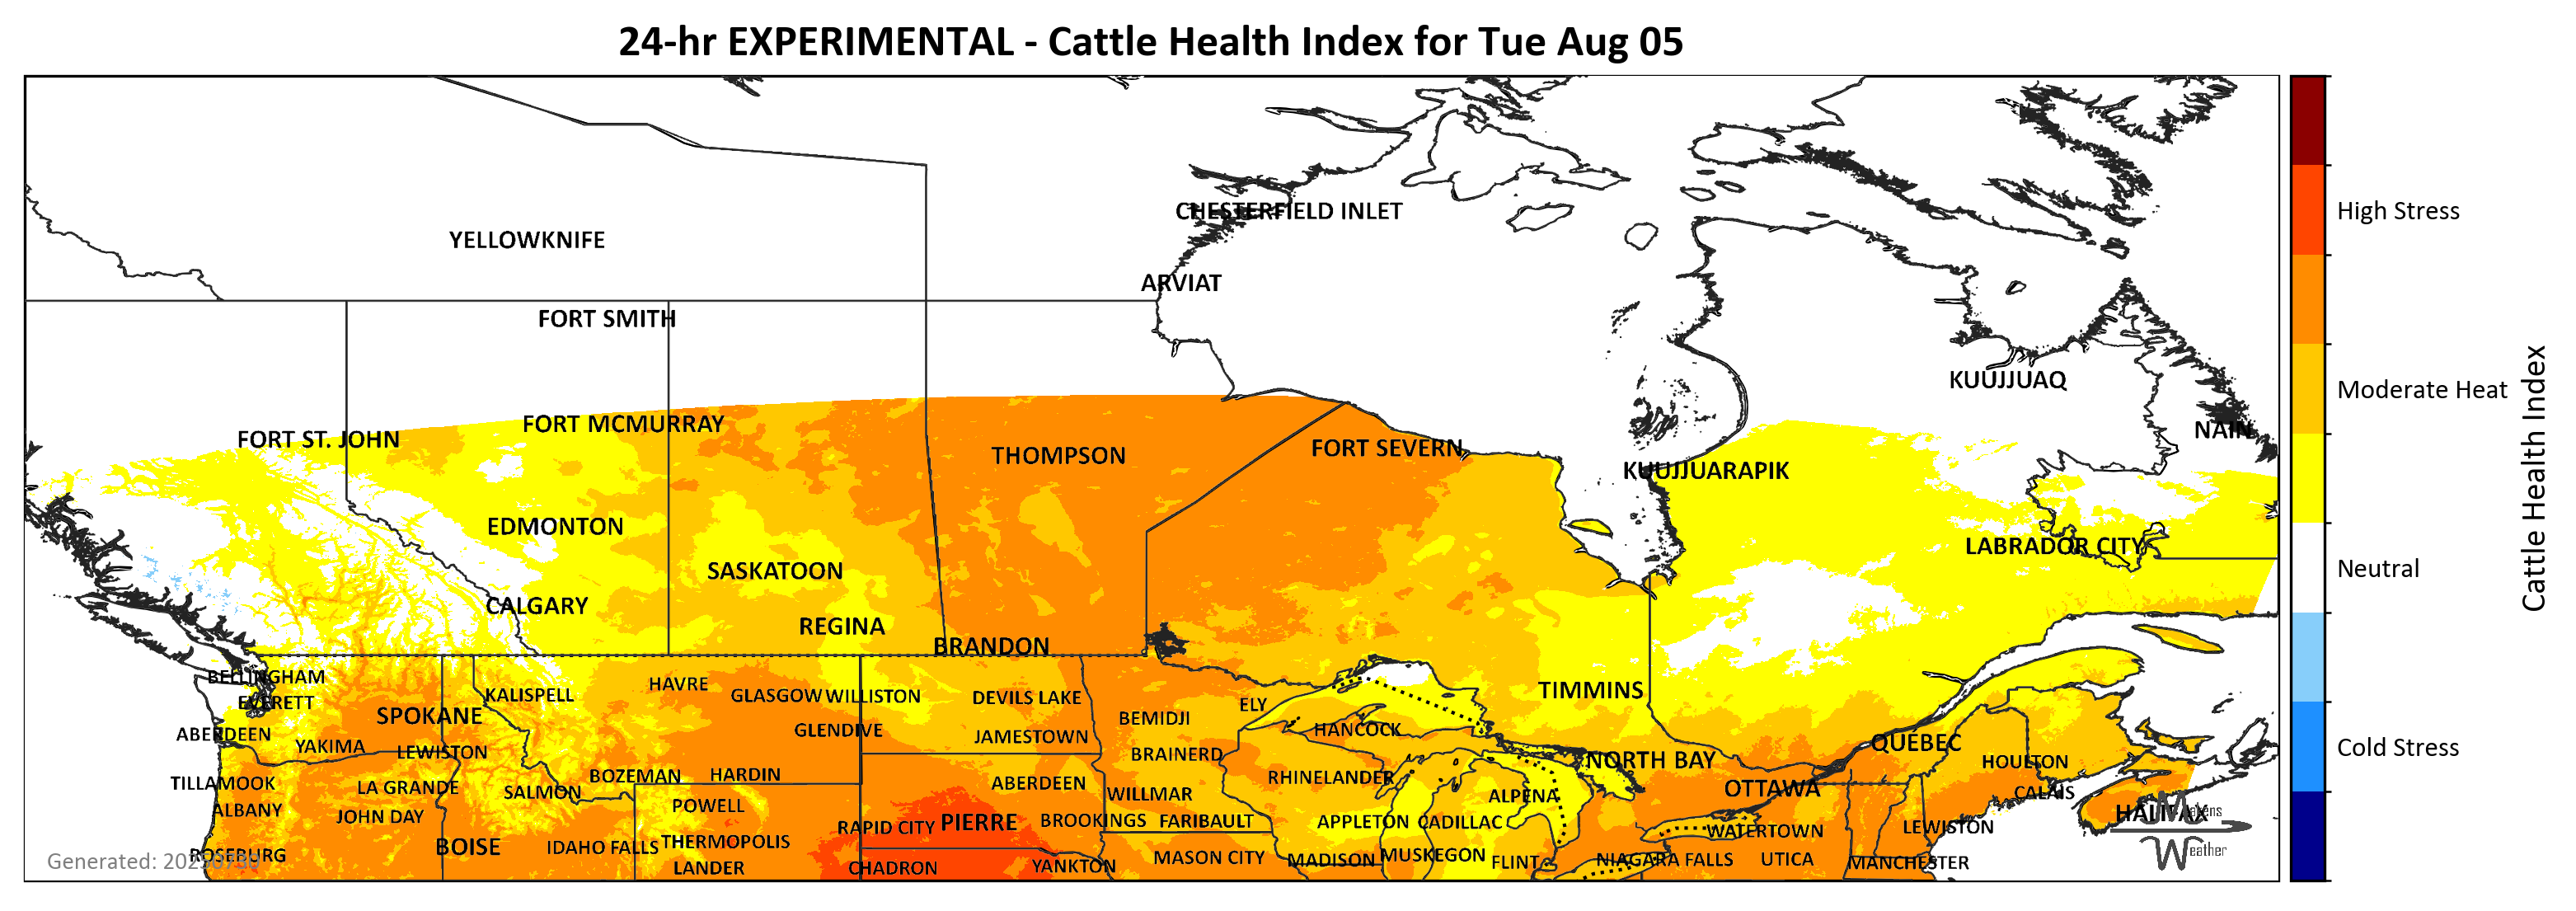 24-hr EXPERIMENTAL - Cattle Health Index for Tue Aug 05
CHESTERFIELD INLET
High Stress
YELLOWKNIFE
ARVIAT
FORT SMITH
KUUJJUAQ
Moderate Heat
FORT MCMURRAY
NAIN
FORT ST. JOHN
THOMPSON
FORT SEVERN
KUUJJUARAPIK
Cattle Health Index
EDMONTON
LABRADOR CITY
SASKATOON
Neutral
CALGARY
REGINA
BRANDON
BELLINGHAM
HAVRE
TIMMINS
KALISPELL
GLASGOW
WILLISTON
DEVILS LAKE
EVERETT
ELY
SPOKANE
BEMIDJI
GLENDIVE
HANCOCK
ABERDEEN
JAMESTOWN
QUEBEC
YAKIMA
LEWISTON
BRAINERD
Cold Stress
NORTH BAY
HOULTON
BOZEMAN
HARDIN
RHINELANDER
TILLAMOOK
LA GRANDE
ABERDEEN
OTTAWA
SALMON
WILLMAR
CALAIS
ALPENA
POWELL
ALBANY
JOHN DAY
HALIFAX
Makens
RAPID CITY
PIERRE
BROOKINGS
FARIBAULT
APPLETON
CADILLAC
WATERTOWN
LEWISTON
THERMOPOLIS
BOISE
IDAHO FALLS
Weather
ROSEBURG
MASON CITY
MADISON
MUSKEGON
FLINT
NIAGARA FALLS
UTICA
MANCHESTER
LANDER
CHADRON
YANKTON
Generated: